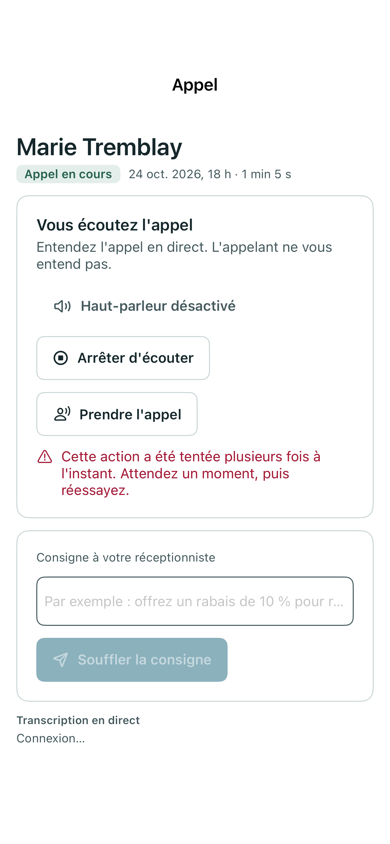 Appel
Marie Tremblay
Appel en cours 24 oct. 2026, 18 h · 1 min 5 s
Vous écoutez l'appel
Entendez l'appel en direct. L'appelant ne vous
entend pas.
Haut-parleur désactivé
Arrêter d'écouter
Prendre l'appel
Cette action a été tentée plusieurs fois à
l'instant. Attendez un moment, puis
réessayez.
Consigne à votre réceptionniste
Par exemple : offrez un rabais de 10 % pour r...
Souffler la consigne
Transcription en direct
Connexion...